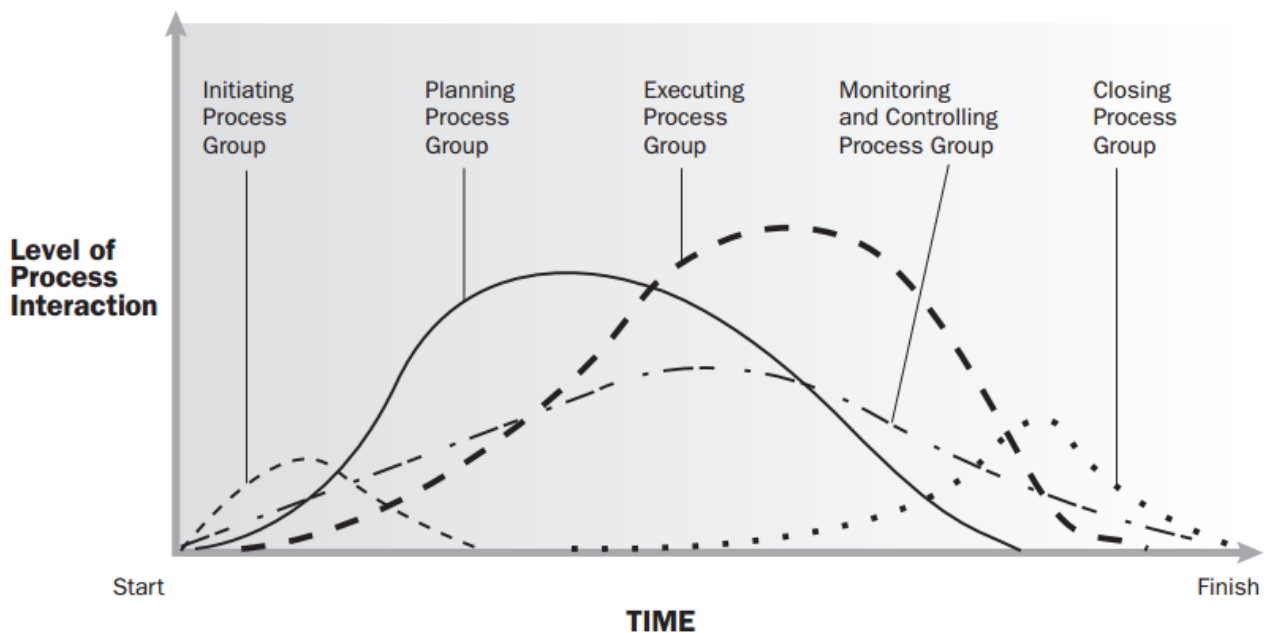 Initiating
Process
Group
Planning
Process
Group
Executing
Process
Group
Monitoring
and Controlling
Process Group
Closing
Process
Group
Level of
Process
Interaction
Start
Finish
TIME